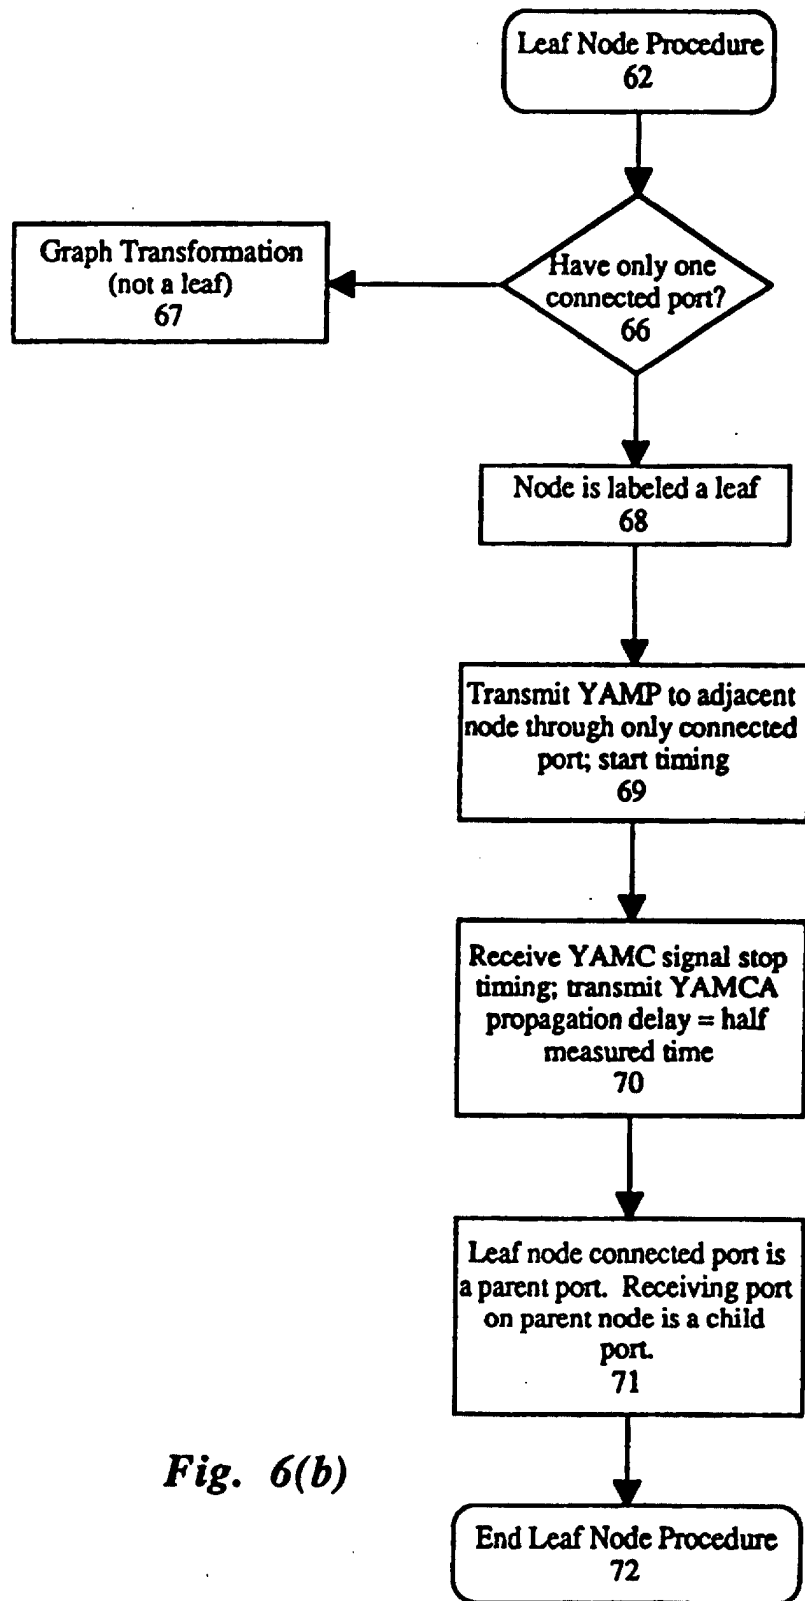 Leaf Node Procedure
62
Graph Transformation
(not a leaf)
67
Have only one
connected port?
66
Node is labeled a leaf
68
Transmit YAMP to adjacent
node through only connected
port; start timing
69
Receive YAMC signal stop
timing; transmit YAMCA
propagation delay = half
measured time
70
Leaf node connected port is
a parent port. Receiving port
on parent node is a child
port.
71
Fig. 6(b)
End Leaf Node Procedure
72